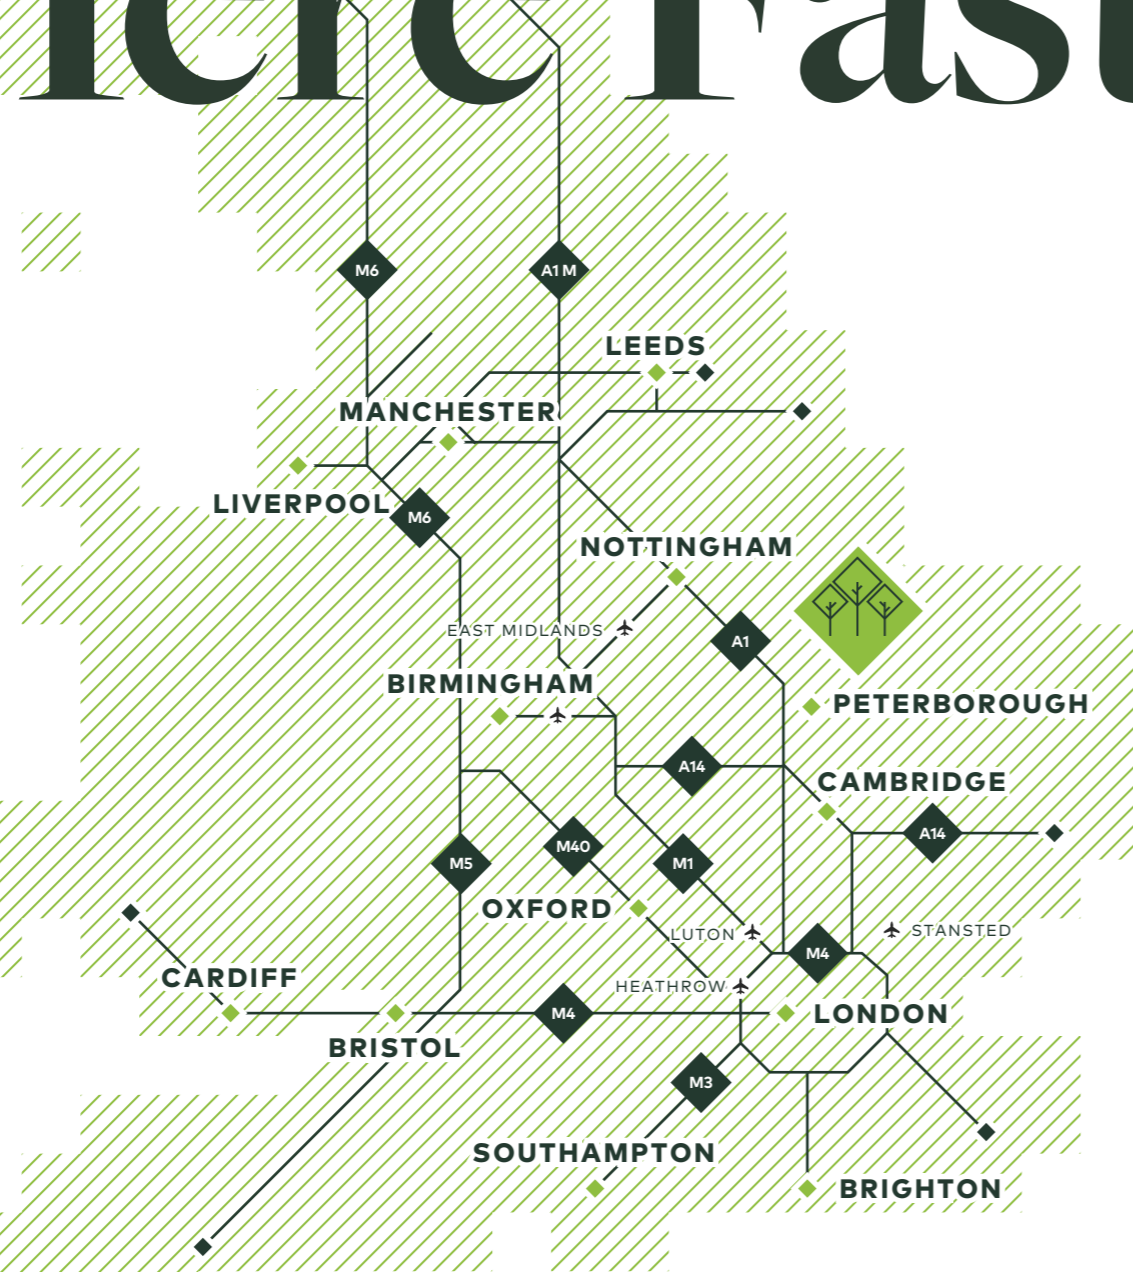 M6
A1 M
LEEDS
MANCHESTER
LIVERPOOL
M6
NOTTINGHAM
EAST MIDLANDS
A1
BIRMINGHAM
PETERBOROUGH
A14
CAMBRIDGE
A14
M40
M5
M1
OXFORD
LUTON
STANSTED
M4
CARDIFF
HEATHROW
M4
LONDON
BRISTOL
M3
SOUTHAMPTON
BRIGHTON